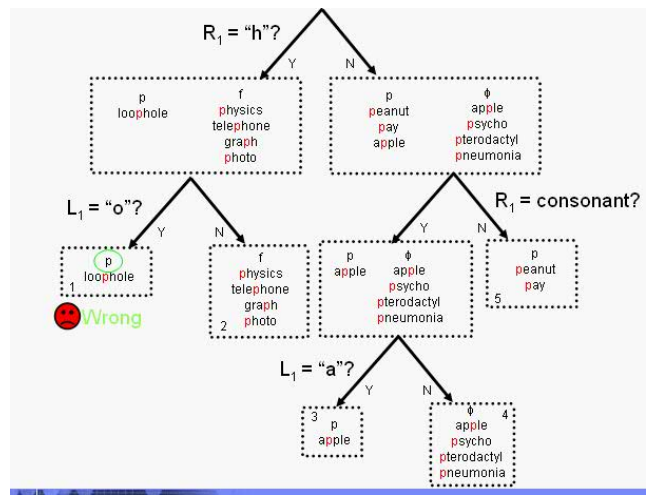 R1 = “h”?
Y
N
p
loophole
f
physics
telephone
graph
photo
p
peanut
pay
apple
ϕ
apple
psycho
pterodactyl
pneumonia
L1 = “o”?
Y
N
R1 = consonant?
Y
N
p
loophole
1
Wrong
f
physics
telephone
graph
photo
2
p
apple
ϕ
apple
psycho
pterodactyl
pneumonia
p
peanut
pay
5
L1 = “a”?
Y
N
3
p
apple
ϕ
4
apple
psycho
pterodactyl
pneumonia